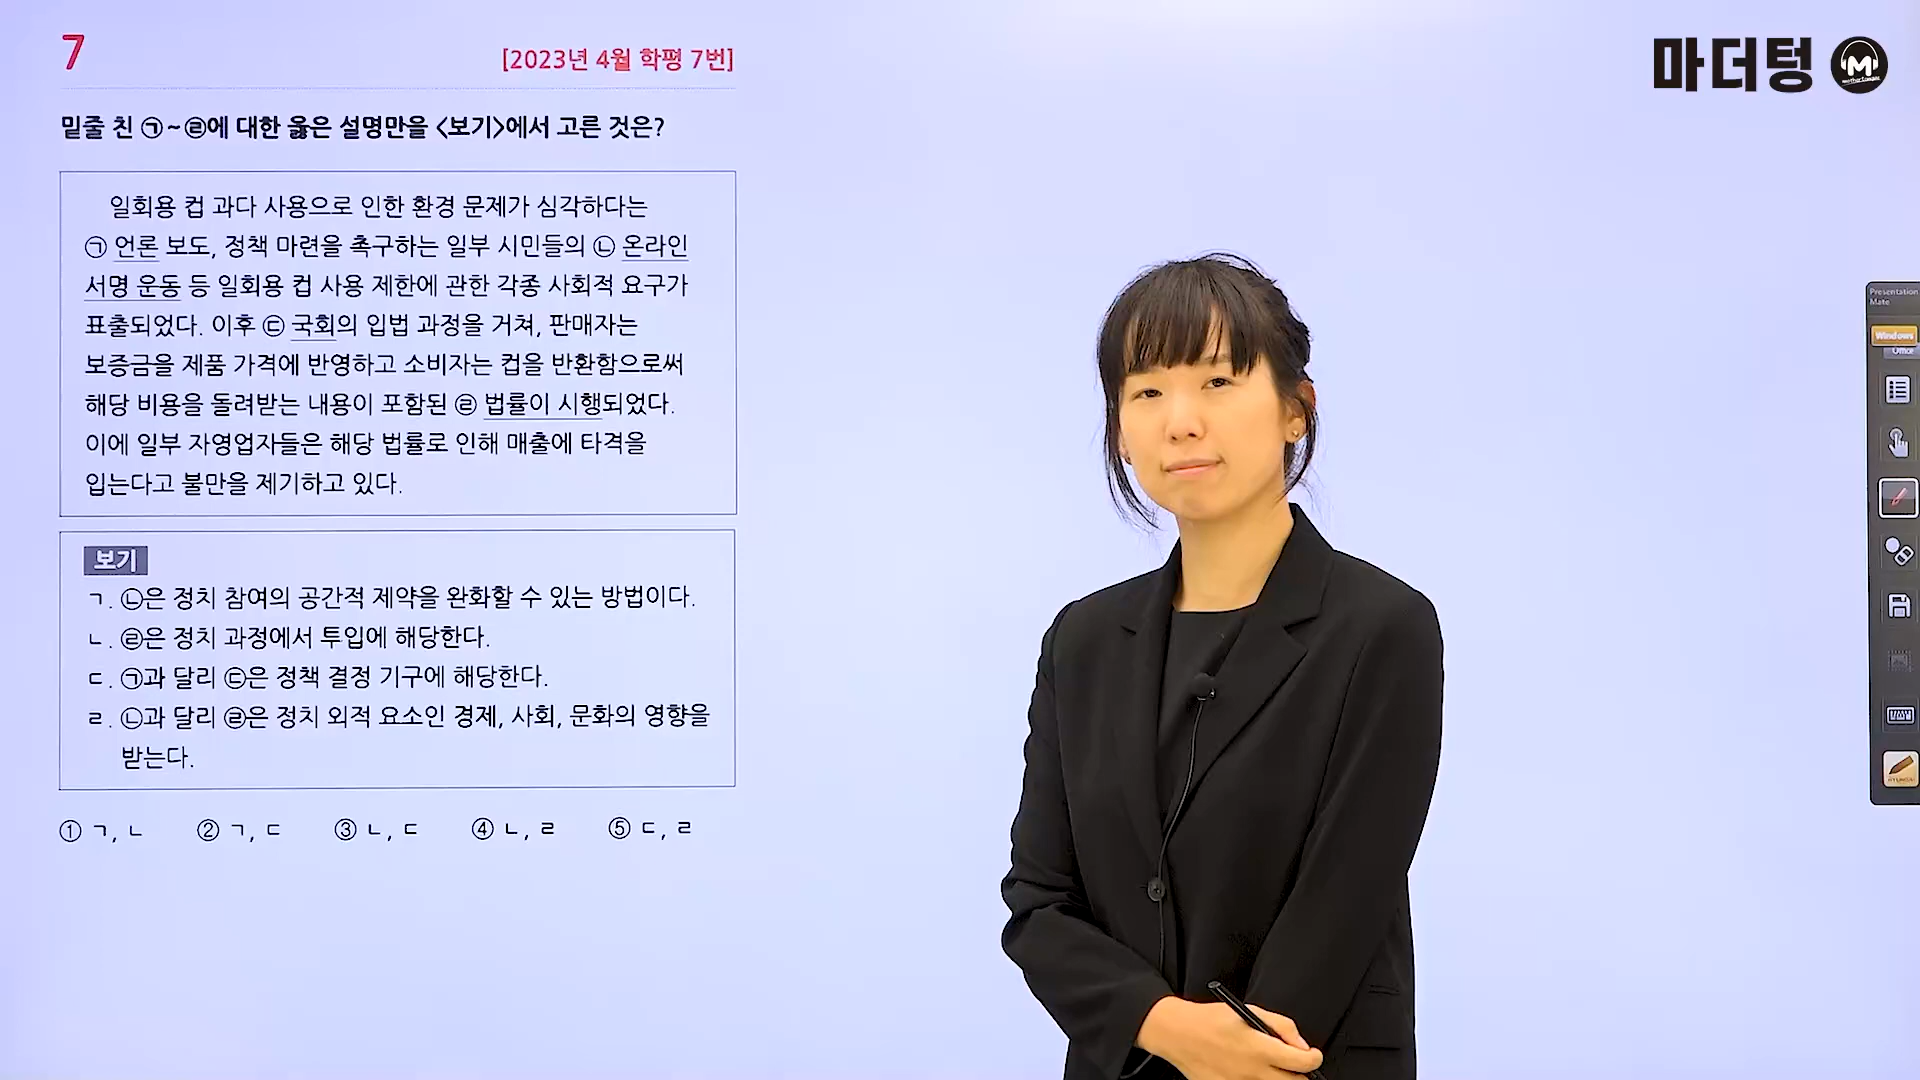 7
[2023년 4월 학평 7번]
마더텅
M
밑줄 친 ㉠~㉣에 대한 옳은 설명만을 <보기>에서 고른 것은?
일회용 컵 과다 사용으로 인한 환경 문제가 심각하다는
㉠ 언론 보도, 정책 마련을 촉구하는 일부 시민들의 ㉡ 온라인
서명 운동 등 일회용 컵 사용 제한에 관한 각종 사회적 요구가
표출되었다. 이후 ㉢ 국회의 입법 과정을 거쳐, 판매자는
보증금을 제품 가격에 반영하고 소비자는 컵을 반환함으로써
해당 비용을 돌려받는 내용이 포함된 ㉣ 법률이 시행되었다.
이에 일부 자영업자들은 해당 법률로 인해 매출에 타격을
입는다고 불만을 제기하고 있다.
보기
ㄱ. ㉡은 정치 참여의 공간적 제약을 완화할 수 있는 방법이다.
ㄴ. ㉣은 정치 과정에서 투입에 해당한다.
ㄷ. ㉠과 달리 ㉢은 정책 결정 기구에 해당한다.
ㄹ. ㉡과 달리 ㉣은 정치 외적 요소인 경제, 사회, 문화의 영향을
받는다.
① ㄱ, ㄴ ② ㄱ, ㄷ ③ ㄴ, ㄷ ④ ㄴ, ㄹ ⑤ ㄷ, ㄹ
Presentation
Mate
Windows
Office